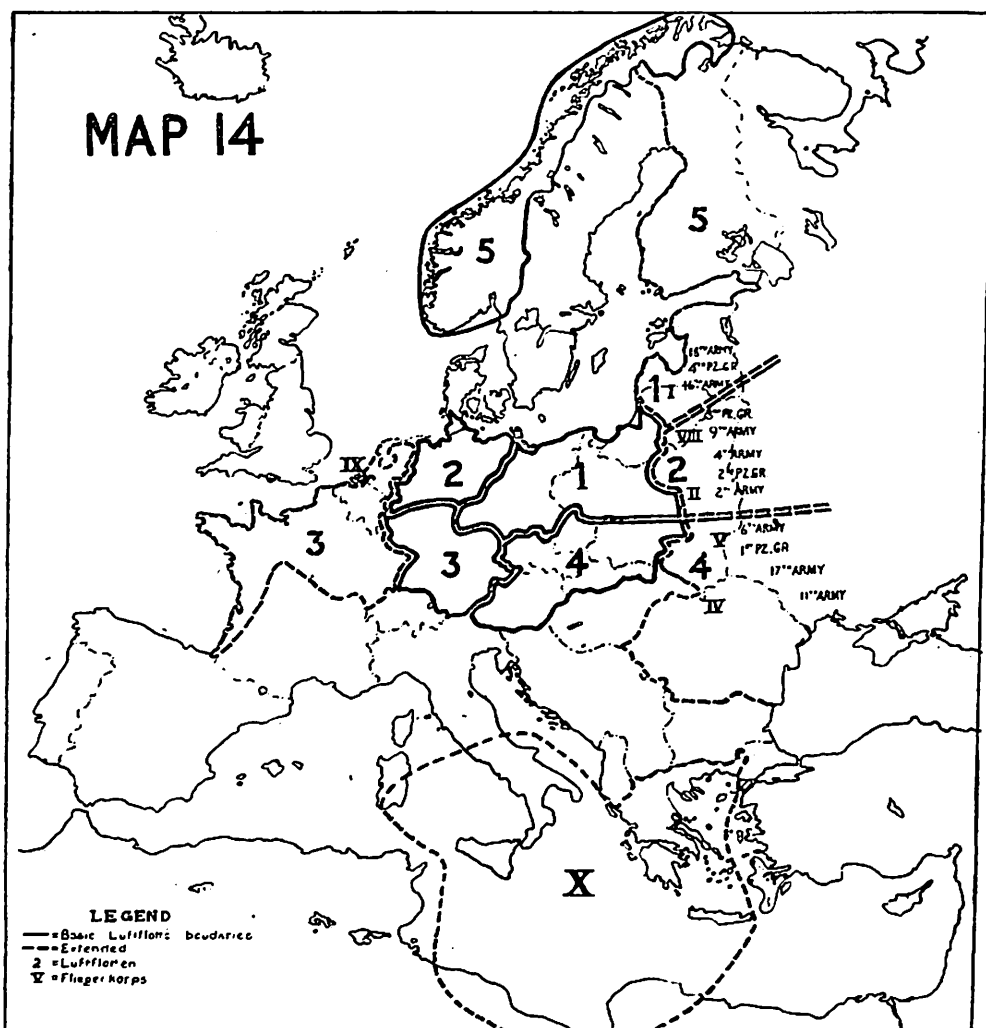 MAP 14
5
5
18TH ARMY
4TH PZ.GR
1
I
16TH ARMY
3RD PZ.GR
VIII
9TH ARMY
IX
4TH ARMY
2
1
2
PZ.GR
II
ARMY
3
6TH ARMY
V
3
4
4
1ST PZ.GR
17TH ARMY
IV
11TH ARMY
X
LEGEND
= Basic Luftflotte boundaries
= Extended
2 = Luftflotten
V = Fliegerkorps